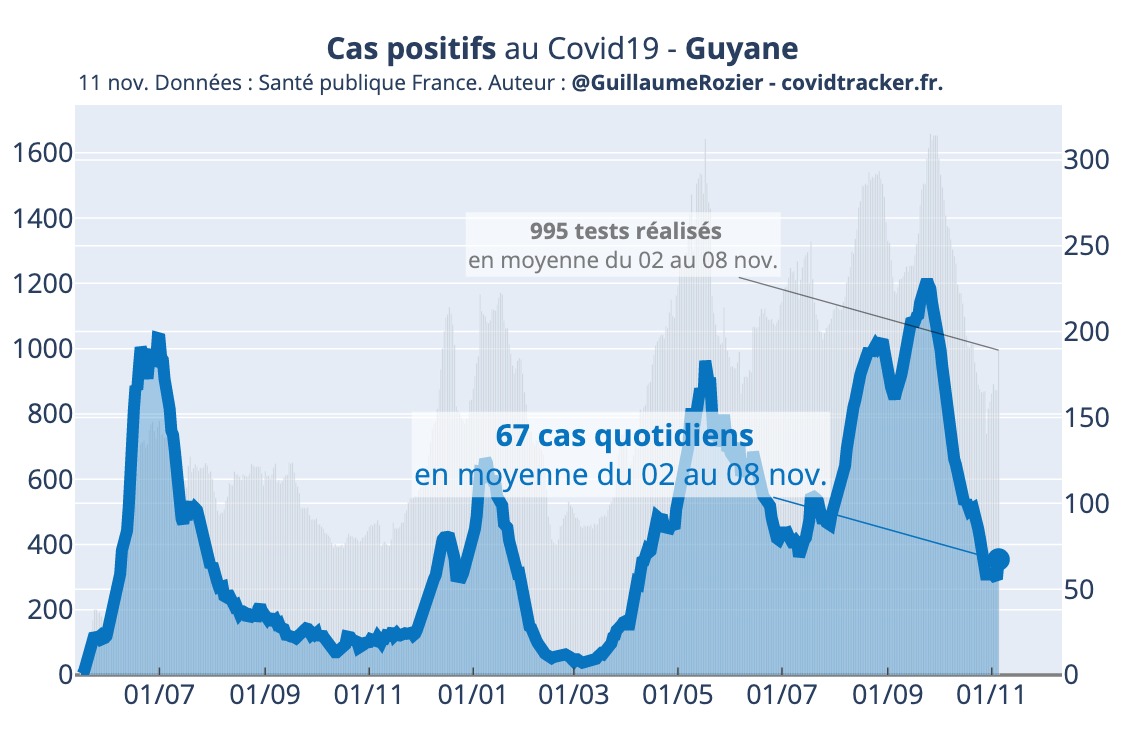 Cas positifs au Covid19 - Guyane
11 nov. Données : Santé publique France. Auteur : @GuillaumeRozier - covidtracker.fr.
1600
1400
1200
1000
800
600
400
200
0
300
250
200
150
100
50
0
995 tests réalisés
en moyenne du 02 au 08 nov.
67 cas quotidiens
en moyenne du 02 au 08 nov.
01/07 01/09 01/11 01/01 01/03 01/05 01/07 01/09 01/11